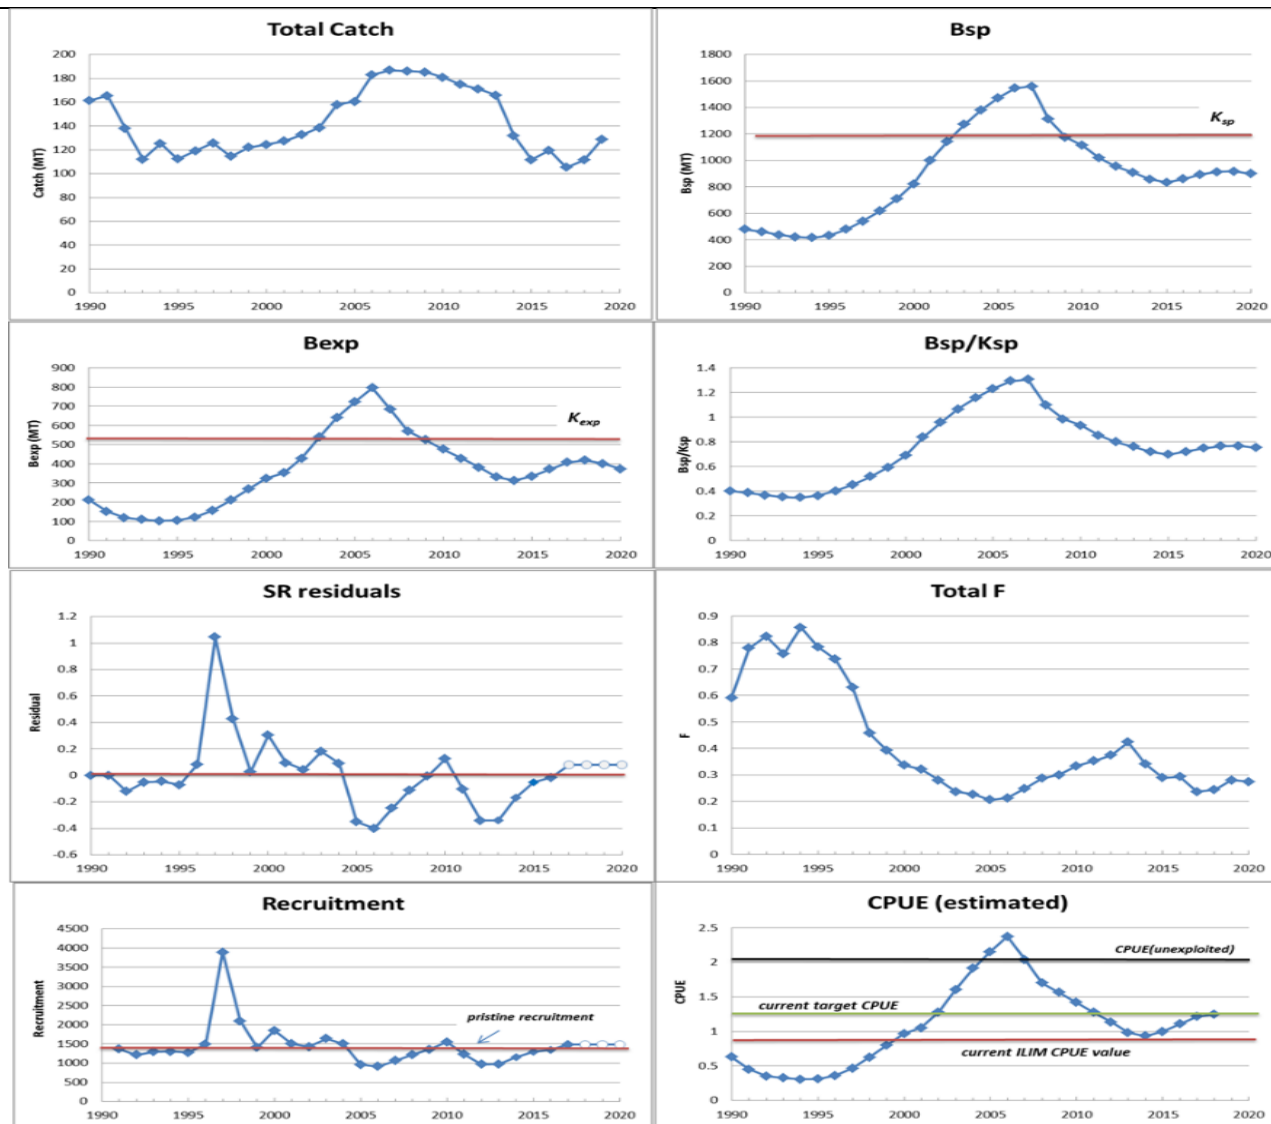 Total Catch
200
180
160
140
120
100
80
60
40
20
0
Catch (MT)
1990 1995 2000 2005 2010 2015 2020
Bsp
1800
1600
1400
1200
1000
800
600
400
200
0
Bsp (MT)
Ksp
1990 1995 2000 2005 2010 2015 2020
Bexp
900
800
700
600
500
400
300
200
100
0
Bexp (MT)
Kexp
1990 1995 2000 2005 2010 2015 2020
Bsp/Ksp
1.4
1.2
1
0.8
0.6
0.4
0.2
0
Bsp/Ksp
1990 1995 2000 2005 2010 2015 2020
SR residuals
1.2
1
0.8
0.6
0.4
0.2
0
-0.2
-0.4
-0.6
Residual
1990 1995 2000 2005 2010 2015 2020
Total F
0.9
0.8
0.7
0.6
0.5
0.4
0.3
0.2
0.1
0
F
1990 1995 2000 2005 2010 2015 2020
Recruitment
4500
4000
3500
3000
2500
2000
1500
1000
500
0
Recruitment
pristine recruitment
1990 1995 2000 2005 2010 2015 2020
CPUE (estimated)
2.5
2
1.5
1
0.5
0
CPUE
CPUE(unexploited)
current target CPUE
current ILIM CPUE value
1990 1995 2000 2005 2010 2015 2020